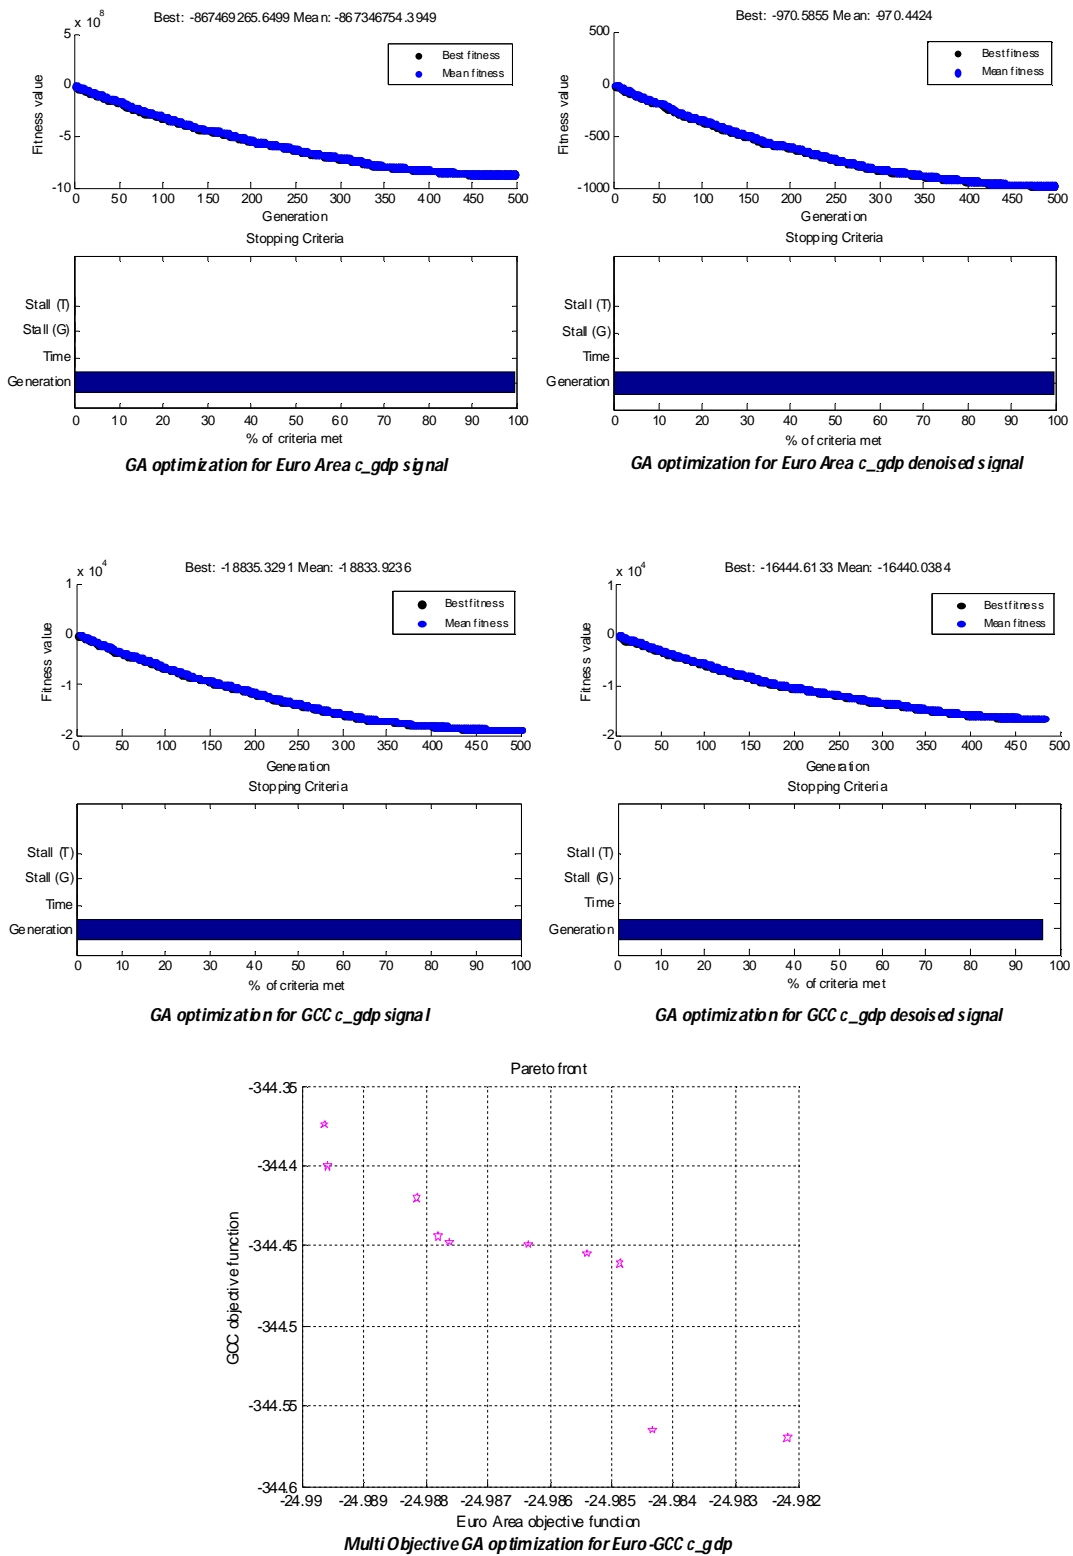 Best: -867469265.6499 Mean: -867346754.3949
x 10^8
Fitness value
5
0
-5
-10
Best fitness
Mean fitness
0 50 100 150 200 250 300 350 400 450 500
Generation
Stopping Criteria
Stall (T)
Stall (G)
Time
Generation
0 10 20 30 40 50 60 70 80 90 100
% of criteria met
GA optimization for Euro Area c_gdp signal
Best: -970.5855 Mean: -970.4424
Fitness value
500
0
-500
-1000
Best fitness
Mean fitness
0 50 100 150 200 250 300 350 400 450 500
Generation
Stopping Criteria
Stall (T)
Stall (G)
Time
Generation
0 10 20 30 40 50 60 70 80 90 100
% of criteria met
GA optimization for Euro Area c_gdp denoised signal
Best: -18835.3291 Mean: -18833.9236
x 10^4
Fitness value
1
0
-1
-2
Best fitness
Mean fitness
0 50 100 150 200 250 300 350 400 450 500
Generation
Stopping Criteria
Stall (T)
Stall (G)
Time
Generation
0 10 20 30 40 50 60 70 80 90 100
% of criteria met
GA optimization for GCC c_gdp signal
Best: -16444.6133 Mean: -16440.0384
x 10^4
Fitness value
1
0
-1
-2
Best fitness
Mean fitness
0 50 100 150 200 250 300 350 400 450 500
Generation
Stopping Criteria
Stall (T)
Stall (G)
Time
Generation
0 10 20 30 40 50 60 70 80 90 100
% of criteria met
GA optimization for GCC c_gdp desoised signal
Pareto front
GCC objective function
-344.35
-344.4
-344.45
-344.5
-344.55
-344.6
-24.99 -24.989 -24.988 -24.987 -24.986 -24.985 -24.984 -24.983 -24.982
Euro Area objective function
Multi Objective GA optimization for Euro-GCC c_gdp